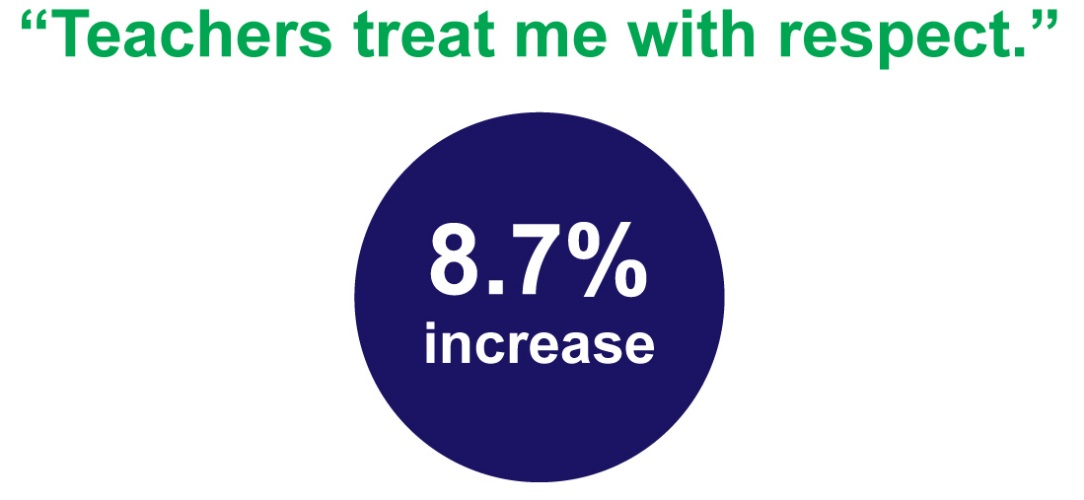 “Teachers treat me with respect.”
8.7%
increase